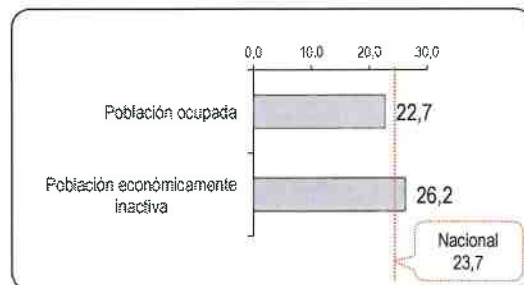 0,0 10,0 20,0 30,0
Población ocupada
22,7
Población económicamente
inactiva
26,2
Nacional
23,7